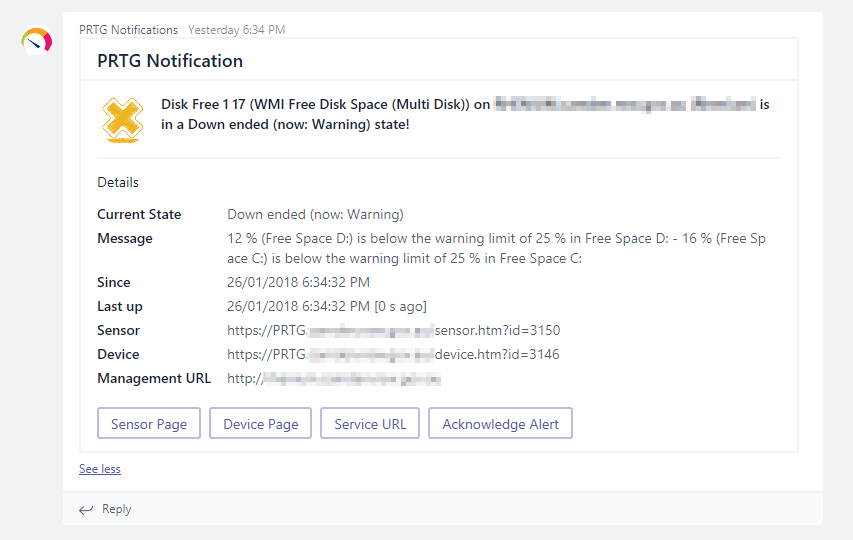 PRTG Notifications Yesterday 6:34 PM
PRTG Notification
Disk Free 1 17 (WMI Free Disk Space (Multi Disk)) on is
in a Down ended (now: Warning) state!
Details
Current State Down ended (now: Warning)
Message 12 % (Free Space D:) is below the warning limit of 25 % in Free Space D: - 16 % (Free Sp
ace C:) is below the warning limit of 25 % in Free Space C:
Since 26/01/2018 6:34:32 PM
Last up 26/01/2018 6:34:32 PM [0 s ago]
Sensor https://PRTG. sensor.htm?id=3150
Device https://PRTG. device.htm?id=3146
Management URL http://
Sensor Page Device Page Service URL Acknowledge Alert
See less
Reply